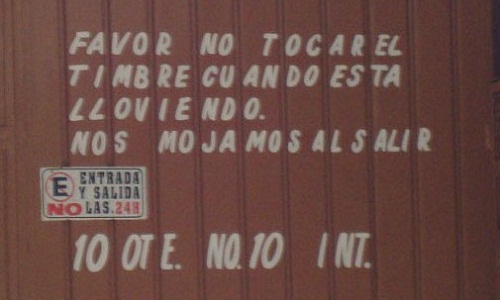 FAVOR NO TOCAR EL
TIMBRE CUANDO ESTA
LLOVIENDO.
NOS MOJAMOS AL SALIR
E ENTRADA
Y SALIDA
NO LAS. 24H
10 OTE. NO. 10 INT.